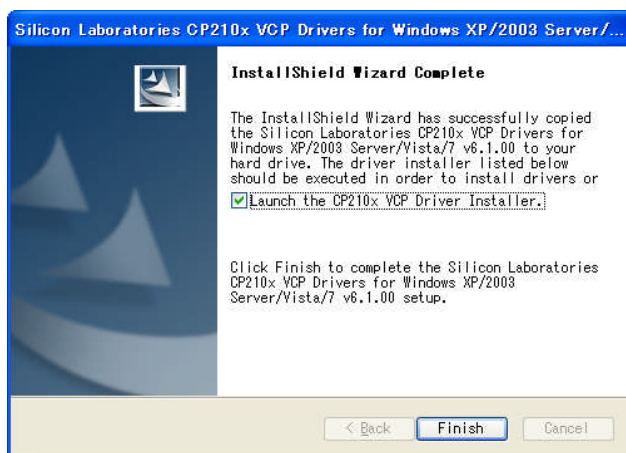 Silicon Laboratories CP210x VCP Drivers for Windows XP/2003 Server/...
InstallShield Wizard Complete
The InstallShield Wizard has successfully copied
the Silicon Laboratories CP210x VCP Drivers for
Windows XP/2003 Server/Vista/7 v6.1.00 to your
hard drive. The driver installer listed below
should be executed in order to install drivers or
Launch the CP210x VCP Driver Installer.
Click Finish to complete the Silicon Laboratories
CP210x VCP Drivers for Windows XP/2003
Server/Vista/7 v6.1.00 setup.
< Back Finish Cancel